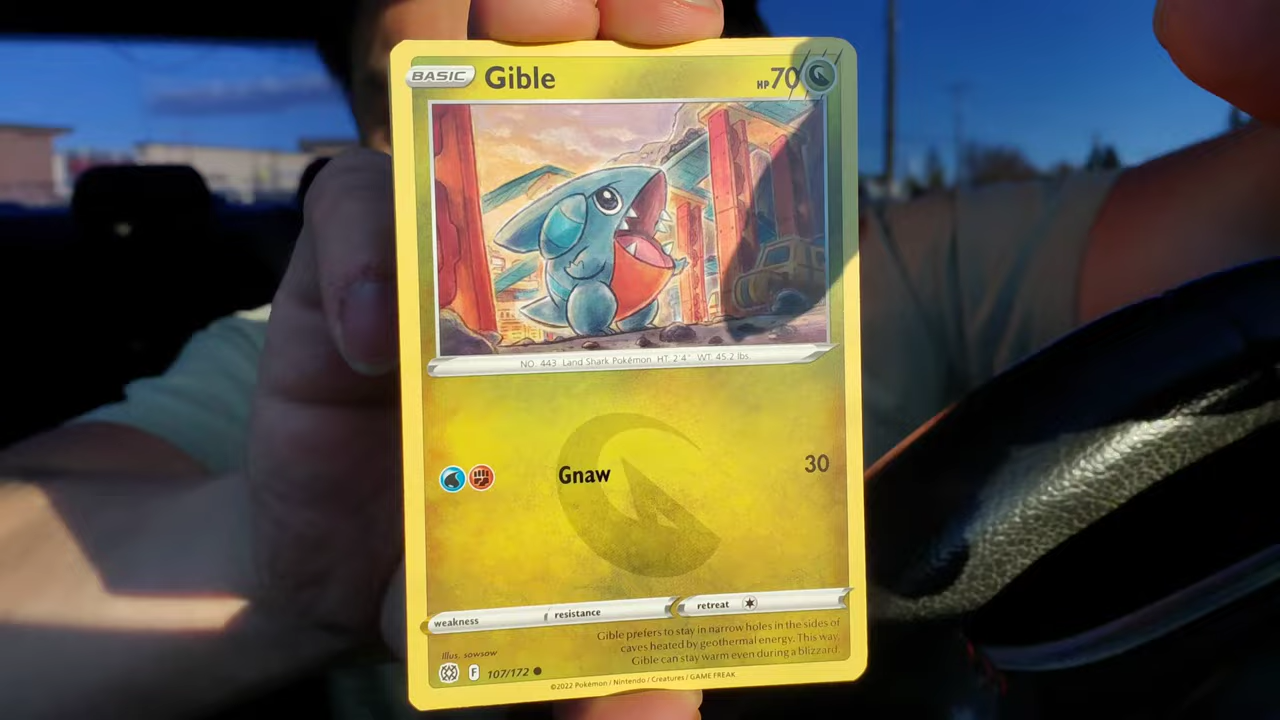 BASIC Gible HP 70
NO. 443 Land Shark Pokémon HT 2'4" WT 45.2 lbs.
Gnaw 30
weakness resistance retreat
Gible prefers to stay in narrow holes in the sides of
caves heated by geothermal energy. This way,
Gible can stay warm even during a blizzard.
Illus. sowsow
F 107/172
©2022 Pokémon / Nintendo / Creatures / GAME FREAK